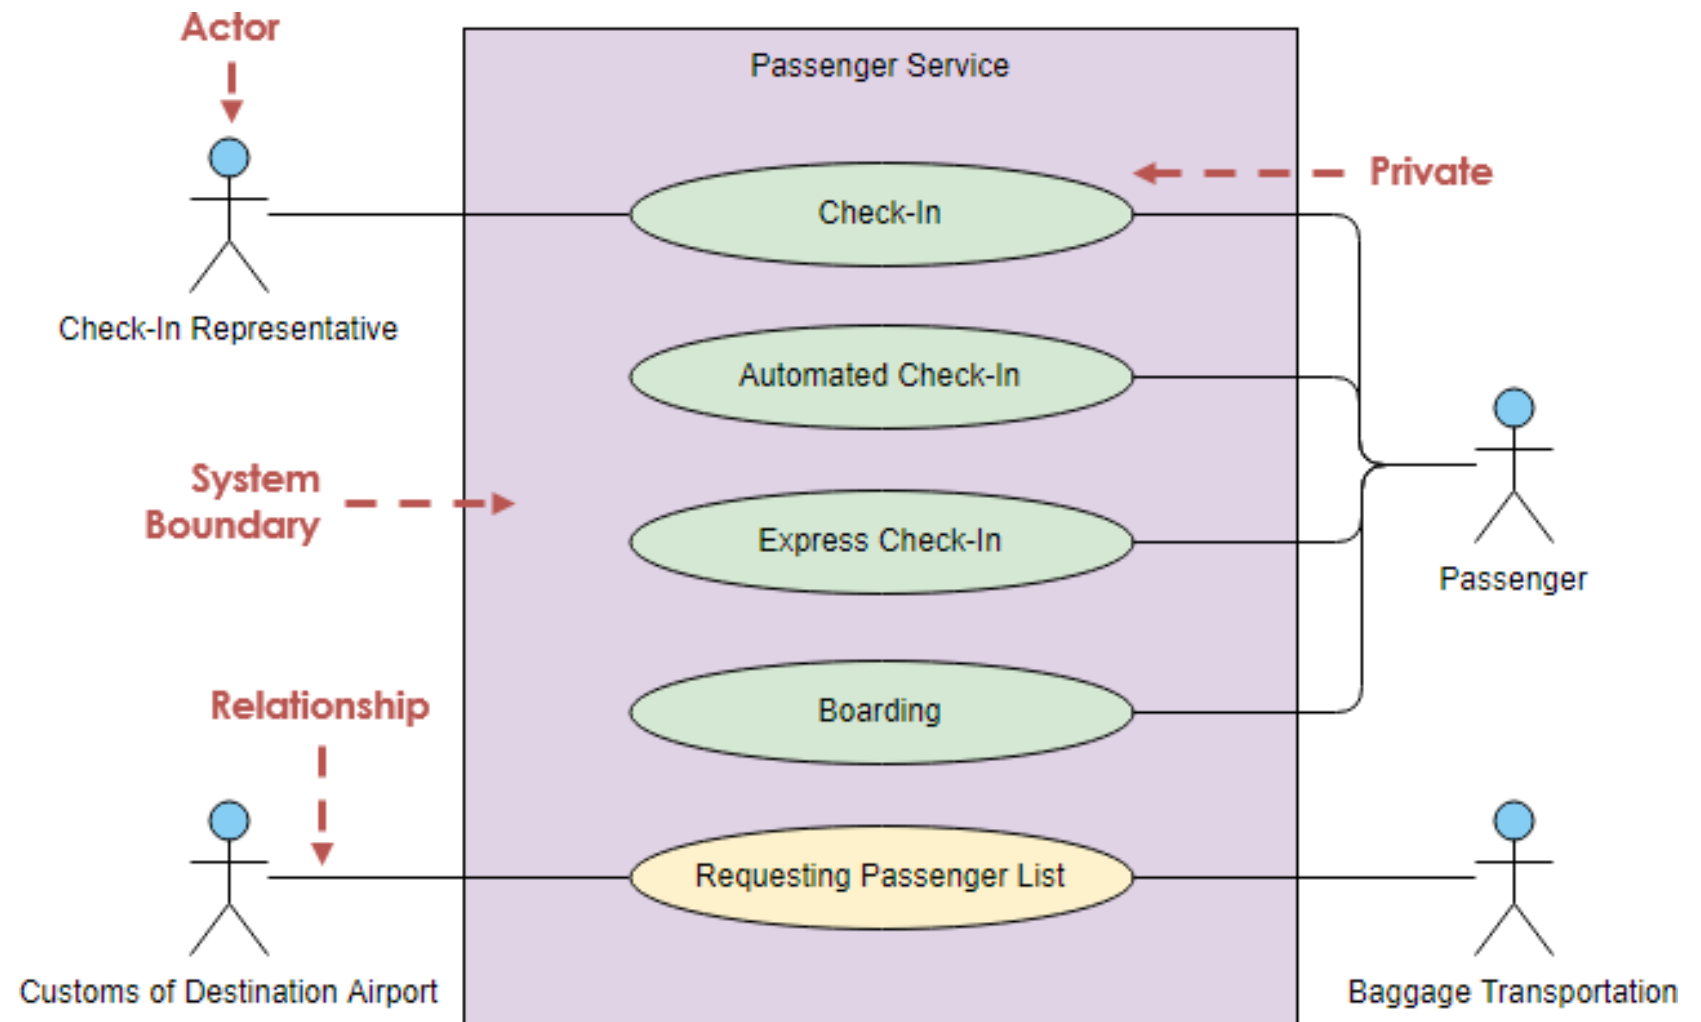 Actor
Passenger Service
Private
Check-In
Check-In Representative
Automated Check-In
System
Boundary
Express Check-In
Passenger
Relationship
Boarding
Requesting Passenger List
Customs of Destination Airport
Baggage Transportation